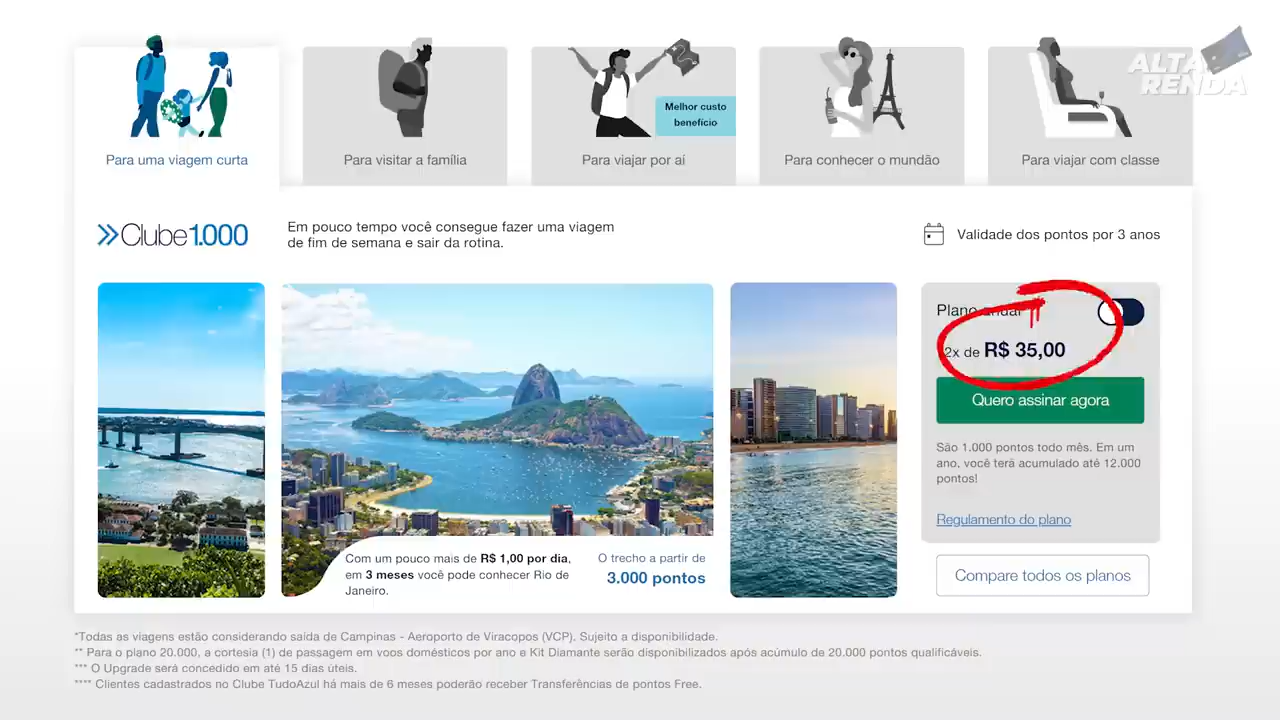 ALTA
RENDA
Melhor custo
benefício
Para uma viagem curta
Para visitar a família
Para viajar por aí
Para conhecer o mundão
Para viajar com classe
Clube1.000
Em pouco tempo você consegue fazer uma viagem
de fim de semana e sair da rotina.
Validade dos pontos por 3 anos
Plano anual
2x de R$ 35,00
Quero assinar agora
São 1.000 pontos todo mês. Em um
ano, você terá acumulado até 12.000
pontos!
Regulamento do plano
Compare todos os planos
Com um pouco mais de R$ 1,00 por dia,
em 3 meses você pode conhecer Rio de
Janeiro.
O trecho a partir de
3.000 pontos
*Todas as viagens estão considerando saída de Campinas - Aeroporto de Viracopos (VCP). Sujeito a disponibilidade.
** Para o plano 20.000, a cortesia (1) de passagem em voos domésticos por ano e Kit Diamante serão disponibilizados após acúmulo de 20.000 pontos qualificáveis.
*** O Upgrade será concedido em até 15 dias úteis.
**** Clientes cadastrados no Clube TudoAzul há mais de 6 meses poderão receber Transferências de pontos Free.